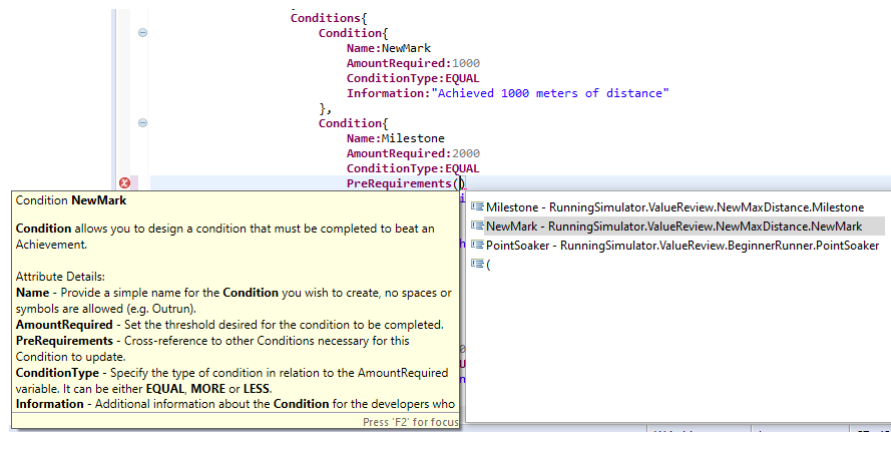 Conditions{
Condition{
Name:NewMark
AmountRequired:1000
ConditionType:EQUAL
Information:"Achieved 1000 meters of distance"
},
Condition{
Name:Milestone
AmountRequired:2000
ConditionType:EQUAL
PreRequirements()
Condition NewMark
Condition allows you to design a condition that must be completed to beat an
Achievement.
Attribute Details:
Name - Provide a simple name for the Condition you wish to create, no spaces or
symbols are allowed (e.g. Outrun).
AmountRequired - Set the threshold desired for the condition to be completed.
PreRequirements - Cross-reference to other Conditions necessary for this
Condition to update.
ConditionType - Specify the type of condition in relation to the AmountRequired
variable. It can be either EQUAL, MORE or LESS.
Information - Additional information about the Condition for the developers who
Press 'F2' for focus
Milestone - RunningSimulator.ValueReview.NewMaxDistance.Milestone
NewMark - RunningSimulator.ValueReview.NewMaxDistance.NewMark
PointSoaker - RunningSimulator.ValueReview.BeginnerRunner.PointSoaker
(